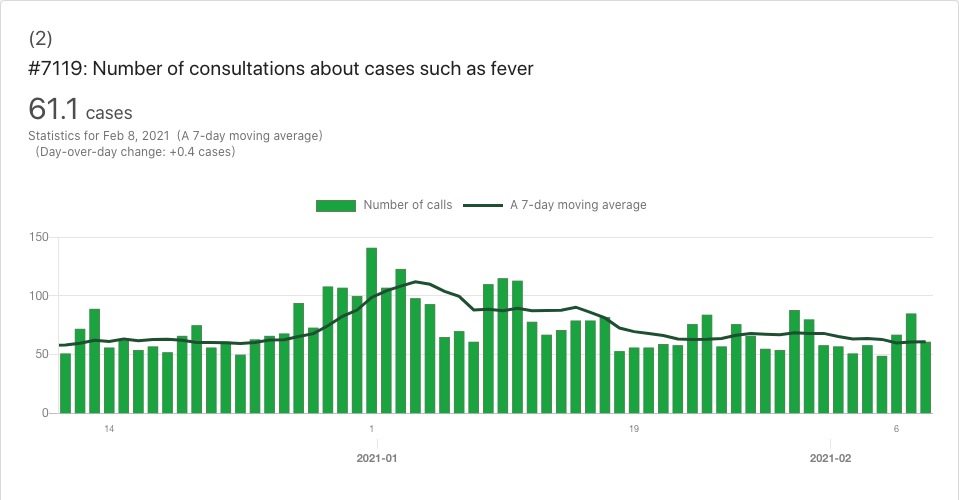 (2)
#7119: Number of consultations about cases such as fever
61.1 cases
Statistics for Feb 8, 2021 (A 7-day moving average)
(Day-over-day change: +0.4 cases)
Number of calls A 7-day moving average
150
100
50
0
14 1 19 6
2021-01 2021-02